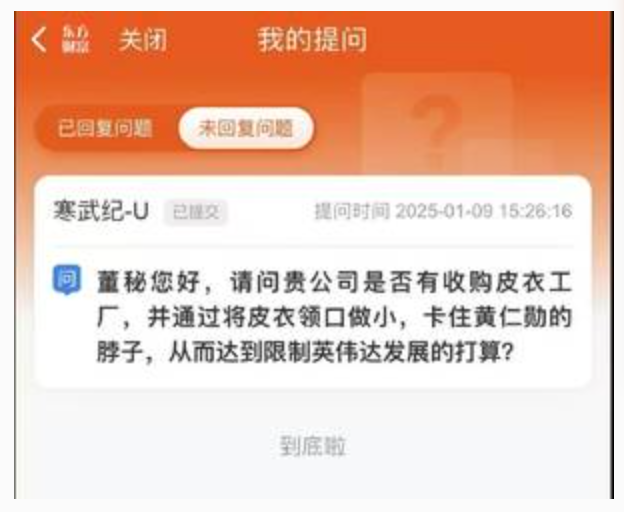 东方
财富
关闭
我的提问
已回复问题
未回复问题
?
寒武纪-U
已提交
提问时间 2025-01-09 15:26:16
问
董秘您好，请问贵公司是否有收购皮衣工
厂，并通过将皮衣领口做小，卡住黄仁勋的
脖子，从而达到限制英伟达发展的打算?
到底啦